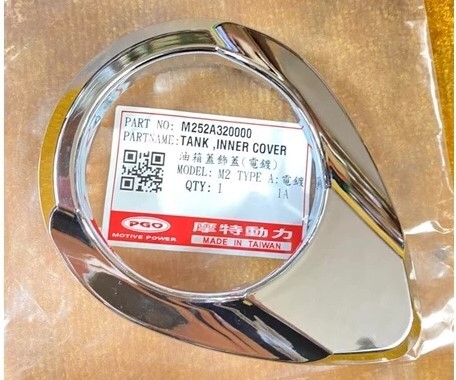 PART NO: M252A320000
PARTNAME: TANK ,INNER COVER
油箱蓋飾蓋(電鍍)
MODEL: M2 TYPE A:電鍍
QTY: 1 1A
PGO 摩特動力
MOTIVE POWER MADE IN TAIWAN